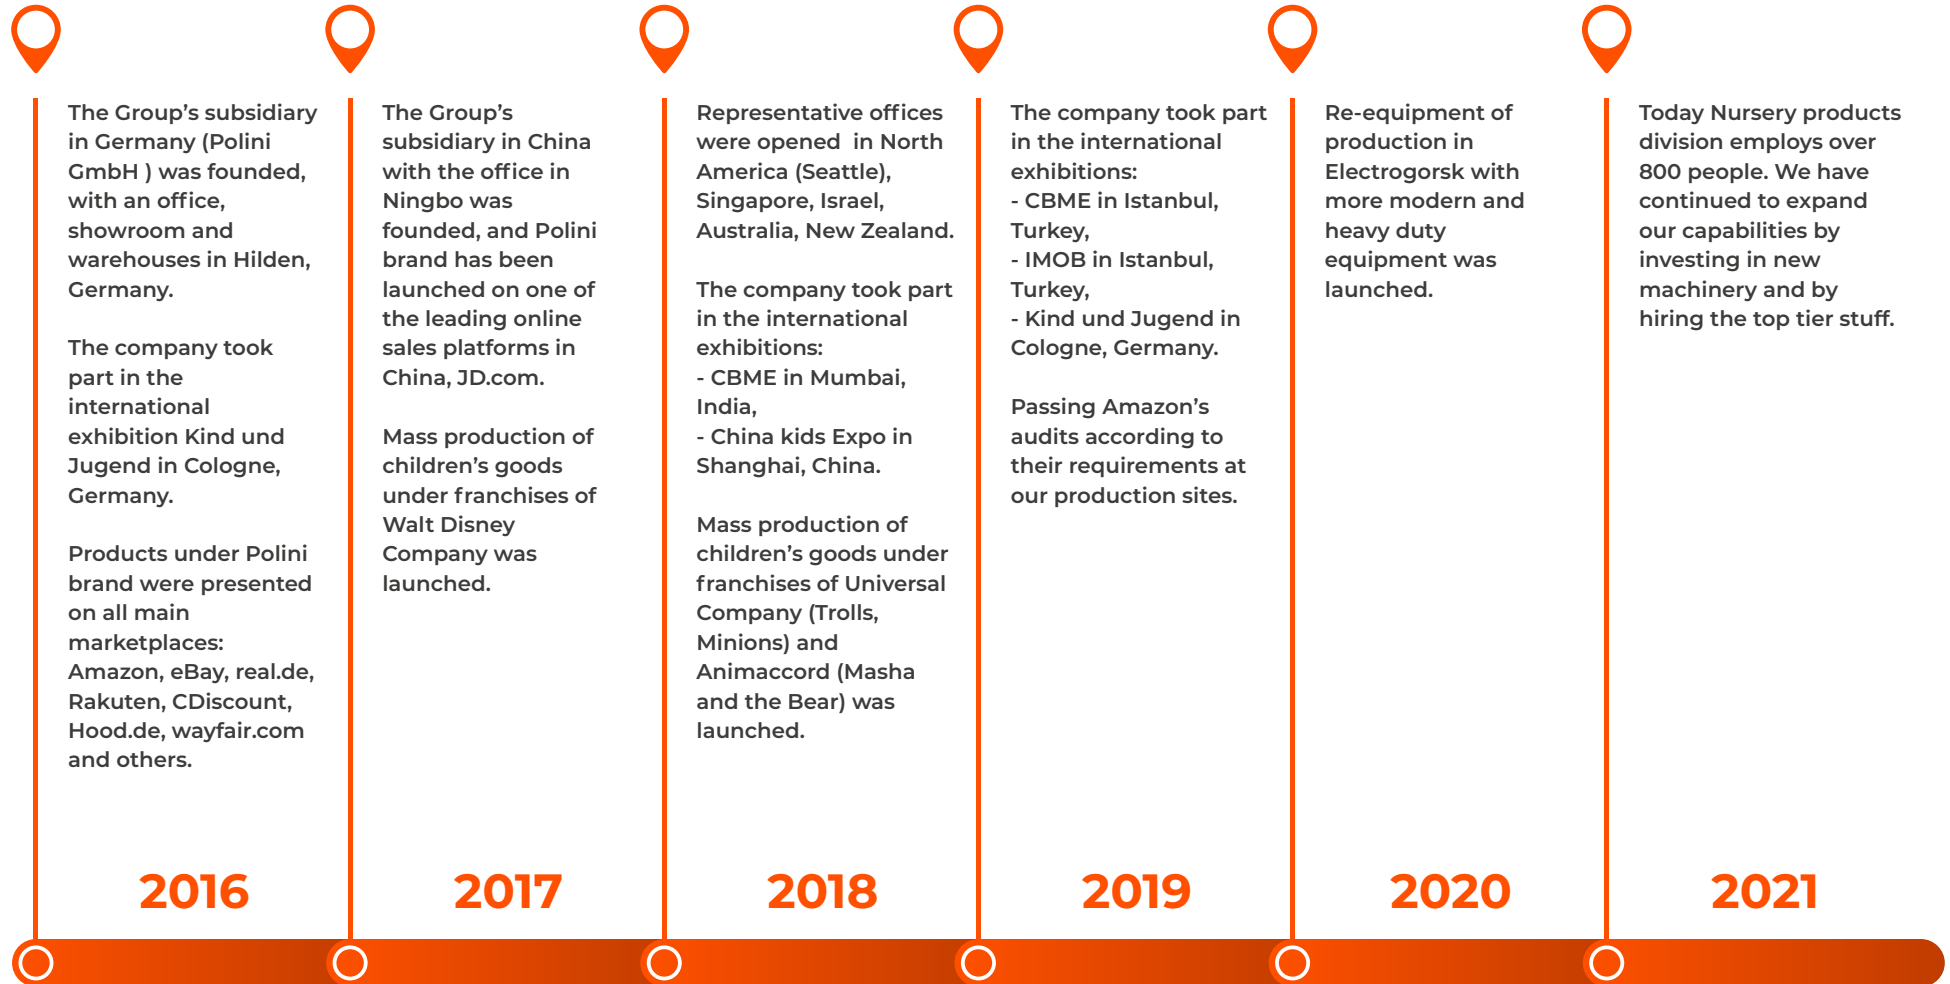 The Group’s subsidiary
in Germany (Polini
GmbH ) was founded,
with an office,
showroom and
warehouses in Hilden,
Germany.
The company took
part in the
international
exhibition Kind und
Jugend in Cologne,
Germany.
Products under Polini
brand were presented
on all main
marketplaces:
Amazon, eBay, real.de,
Rakuten, CDiscount,
Hood.de, wayfair.com
and others.
2016
The Group’s
subsidiary in China
with the office in
Ningbo was
founded, and Polini
brand has been
launched on one of
the leading online
sales platforms in
China, JD.com.
Mass production of
children’s goods
under franchises of
Walt Disney
Company was
launched.
2017
Representative offices
were opened  in North
America (Seattle),
Singapore, Israel,
Australia, New Zealand.
The company took part
in the international
exhibitions:
- CBME in Mumbai,
India,
- China kids Expo in
Shanghai, China.
Mass production of
children’s goods under
franchises of Universal
Company (Trolls,
Minions) and
Animaccord (Masha
and the Bear) was
launched.
2018
The company took part
in the international
exhibitions:
- CBME in Istanbul,
Turkey,
- IMOB in Istanbul,
Turkey,
- Kind und Jugend in
Cologne, Germany.
Passing Amazon’s
audits according to
their requirements at
our production sites.
2019
Re-equipment of
production in
Electrogorsk with
more modern and
heavy duty
equipment was
launched.
2020
Today Nursery products
division employs over
800 people. We have
continued to expand
our capabilities by
investing in new
machinery and by
hiring the top tier stuff.
2021